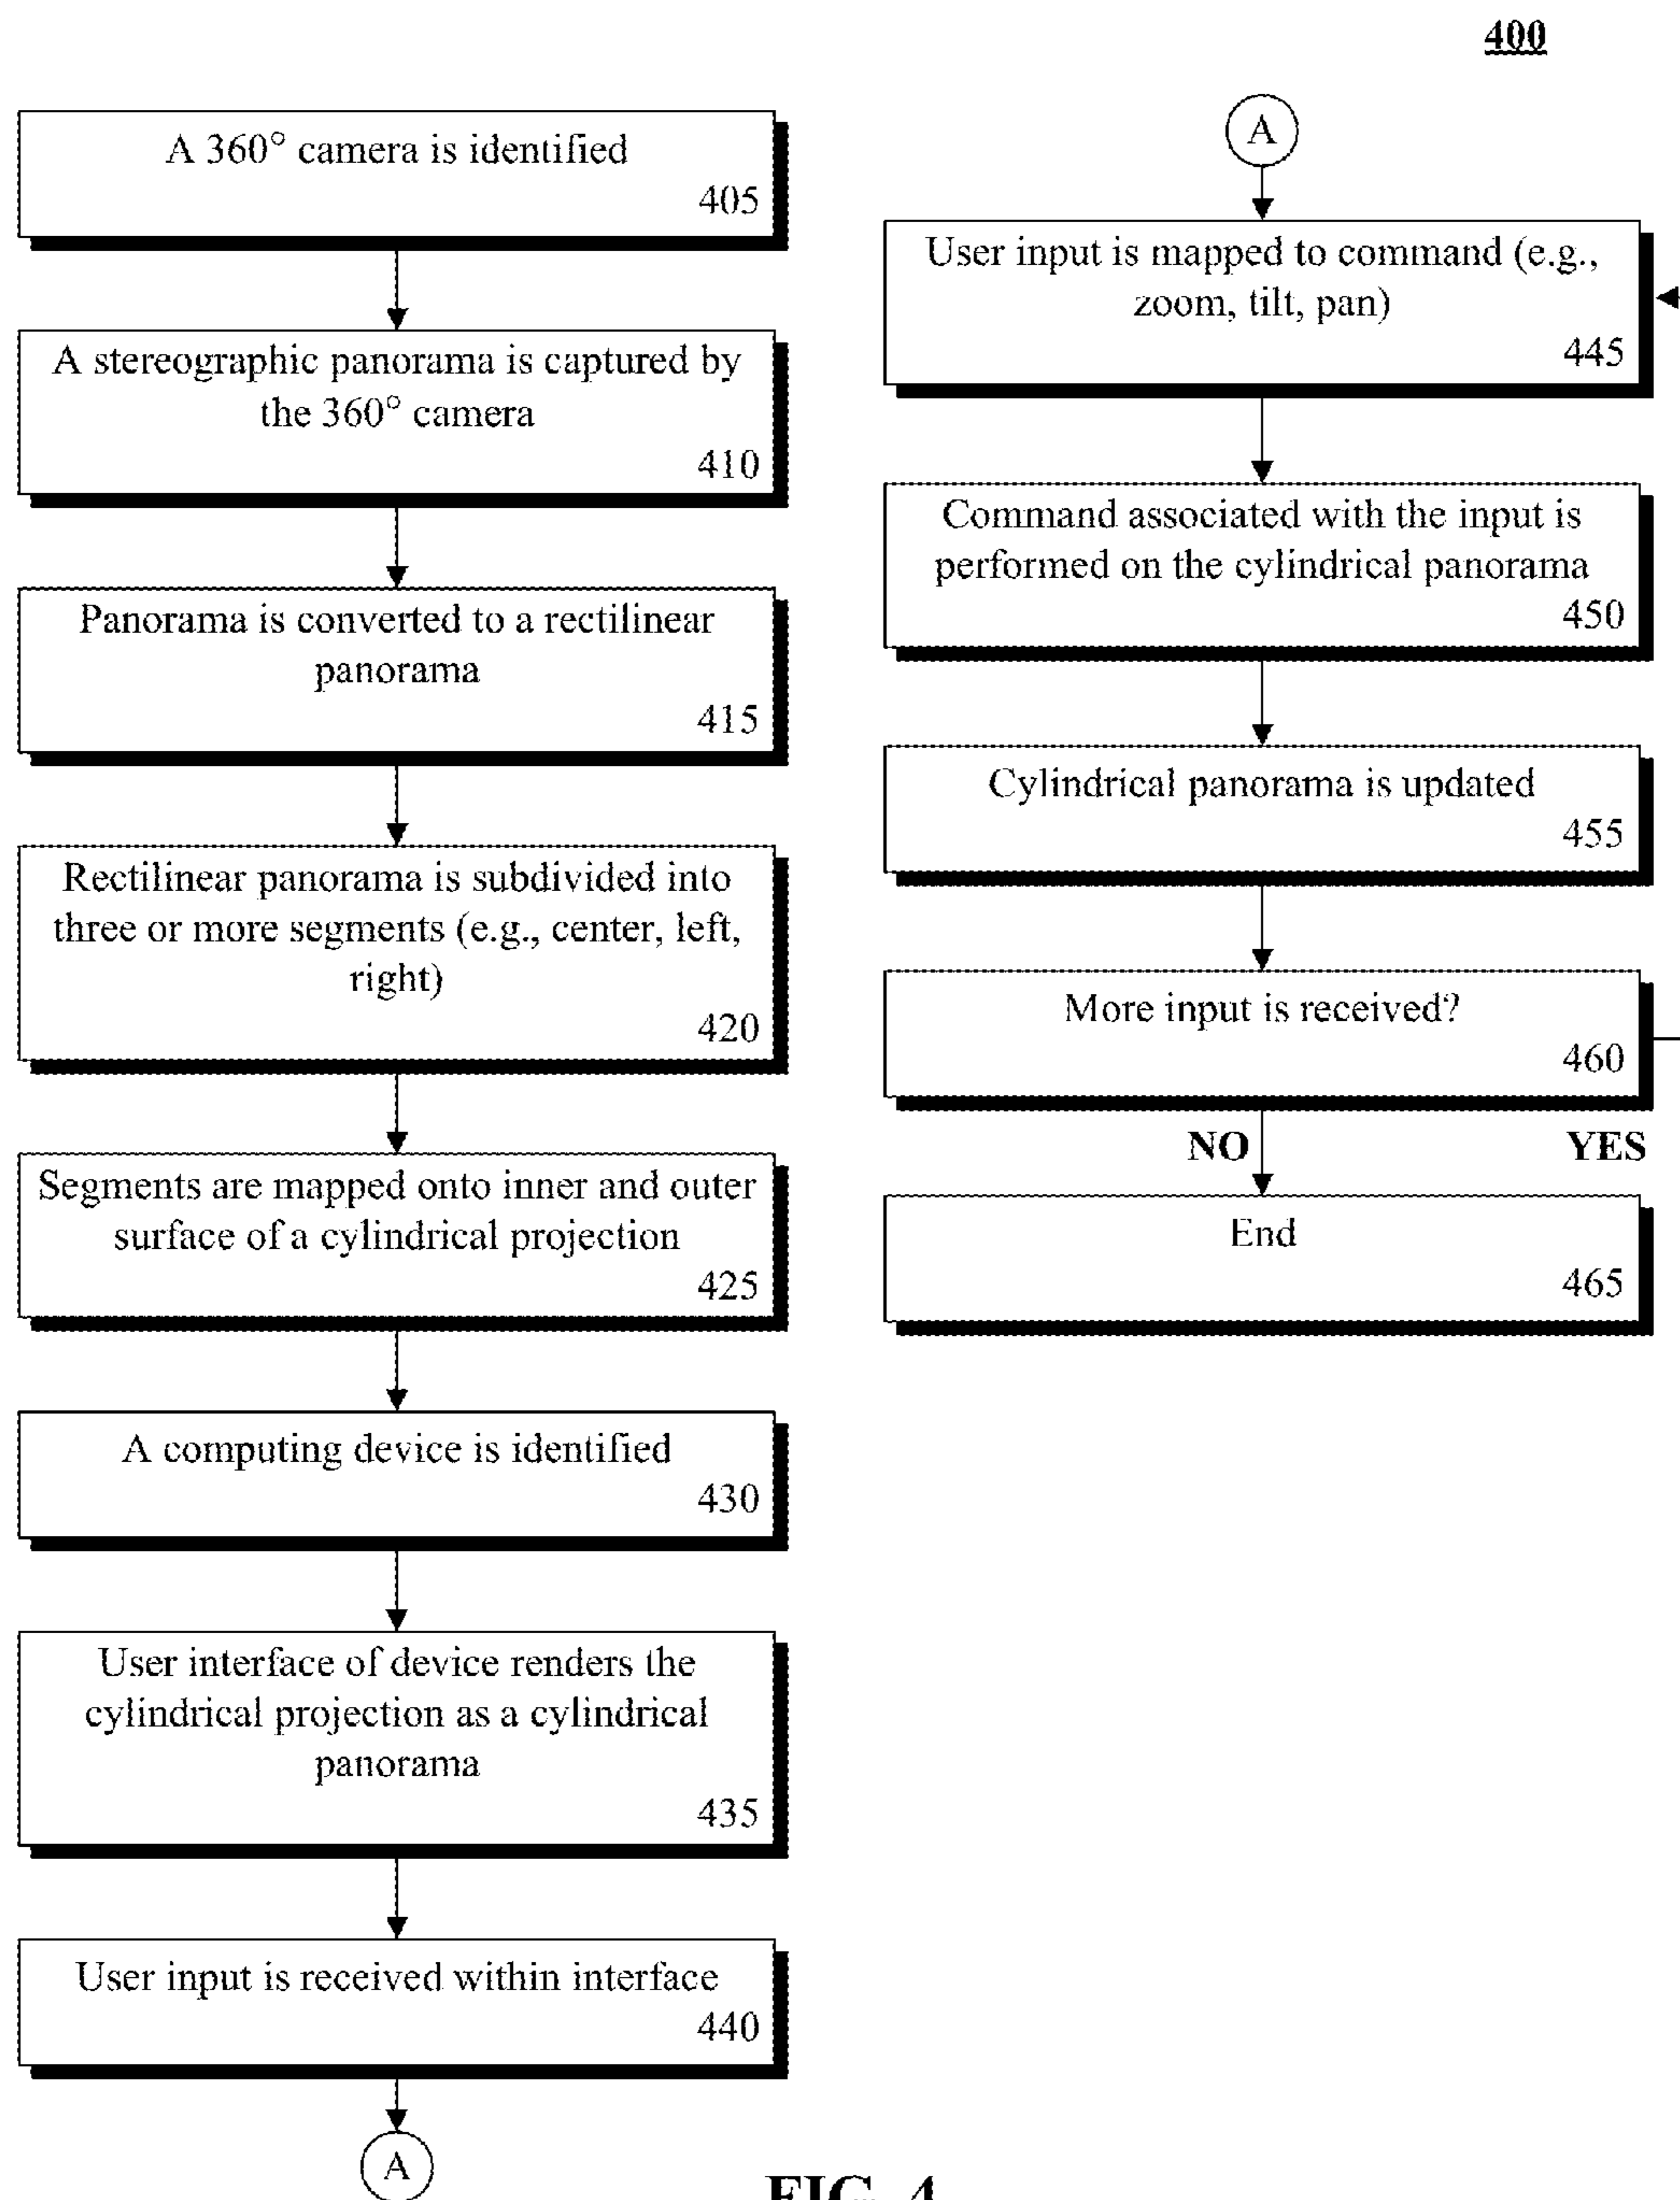 400
A 360° camera is identified
405
A stereographic panorama is captured by
the 360° camera
410
Panorama is converted to a rectilinear
panorama
415
Rectilinear panorama is subdivided into
three or more segments (e.g., center, left,
right)
420
Segments are mapped onto inner and outer
surface of a cylindrical projection
425
A computing device is identified
430
User interface of device renders the
cylindrical projection as a cylindrical
panorama
435
User input is received within interface
440
A
A
User input is mapped to command (e.g.,
zoom, tilt, pan)
445
Command associated with the input is
performed on the cylindrical panorama
450
Cylindrical panorama is updated
455
More input is received?
460
NO
YES
End
465
FIG. 4